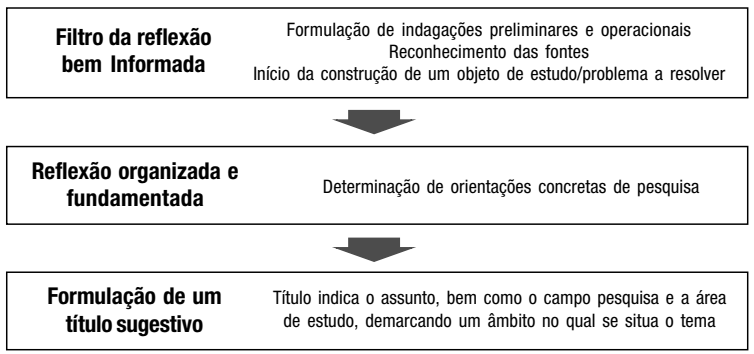 Filtro da reflexão
bem Informada
Formulação de indagações preliminares e operacionais
Reconhecimento das fontes
Início da construção de um objeto de estudo/problema a resolver
Reflexão organizada e
fundamentada
Determinação de orientações concretas de pesquisa
Formulação de um
título sugestivo
Título indica o assunto, bem como o campo pesquisa e a área
de estudo, demarcando um âmbito no qual se situa o tema